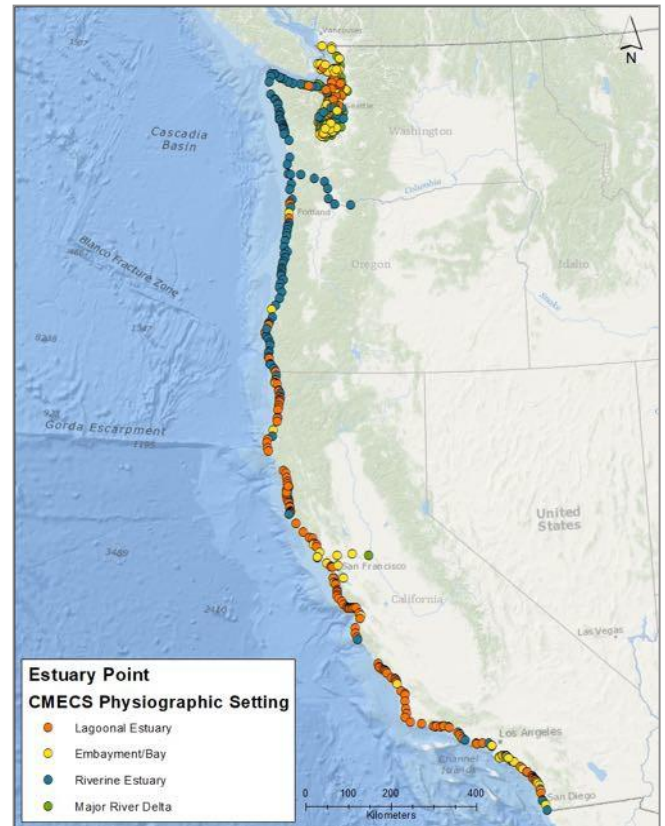 Vancouver
N
Seattle
Washington
Cascadia
Basin
Columbia
Portland
Blanco Fracture Zone
Oregon
Idaho
Snake
Gorda Escarpment
United
States
San Francisco
California
Las Vegas
Los Angeles
Channel
Islands
San Diego
Estuary Point
CMECS Physiographic Setting
Lagoonal Estuary
Embayment/Bay
Riverine Estuary
Major River Delta
0 100 200 400
Kilometers